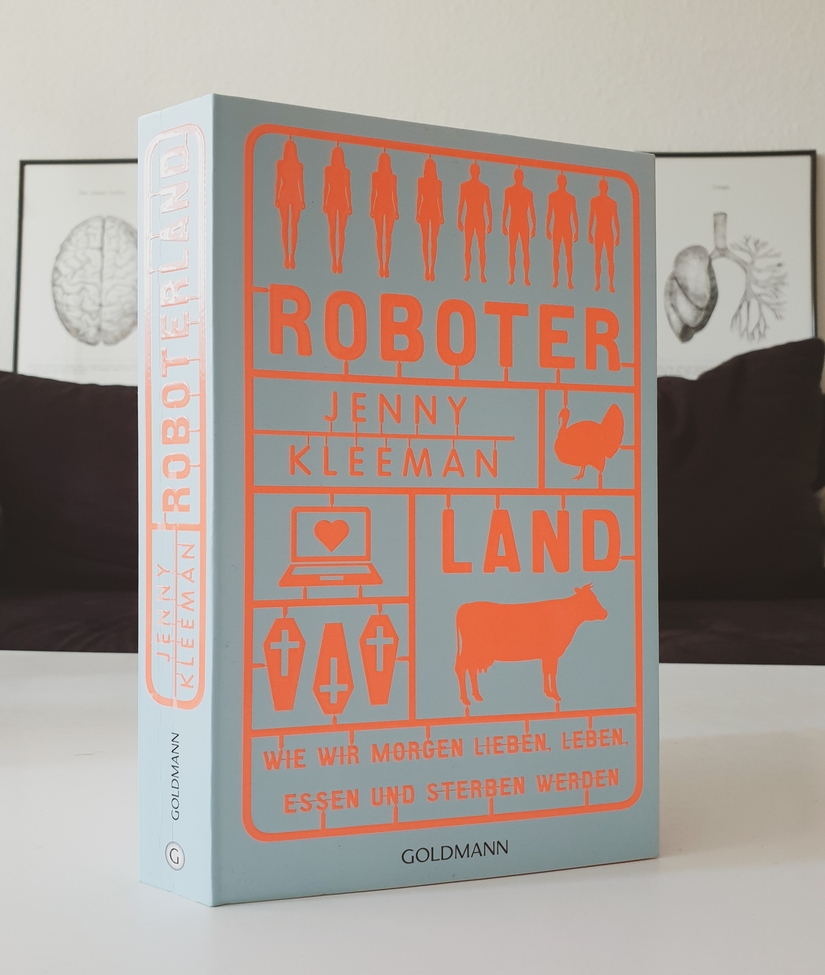 ROBOTERLAND
JENNY
KLEEMAN
GOLDMANN
G
ROBOTER
JENNY
KLEEMAN
LAND
WIE WIR MORGEN LIEBEN, LEBEN,
ESSEN UND STERBEN WERDEN
GOLDMANN